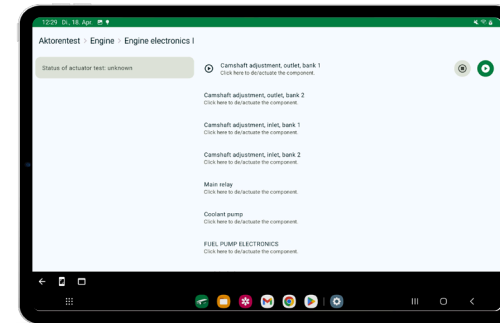 12:29 Di., 18. Apr.
Aktorentest > Engine > Engine electronics I
Status of actuator test: unknown
Camshaft adjustment, outlet, bank 1
Click here to de/actuate the component.
Camshaft adjustment, outlet, bank 2
Click here to de/actuate the component.
Camshaft adjustment, inlet, bank 1
Click here to de/actuate the component.
Camshaft adjustment, inlet, bank 2
Click here to de/actuate the component.
Main relay
Click here to de/actuate the component.
Coolant pump
Click here to de/actuate the component.
FUEL PUMP ELECTRONICS
Click here to de/actuate the component.